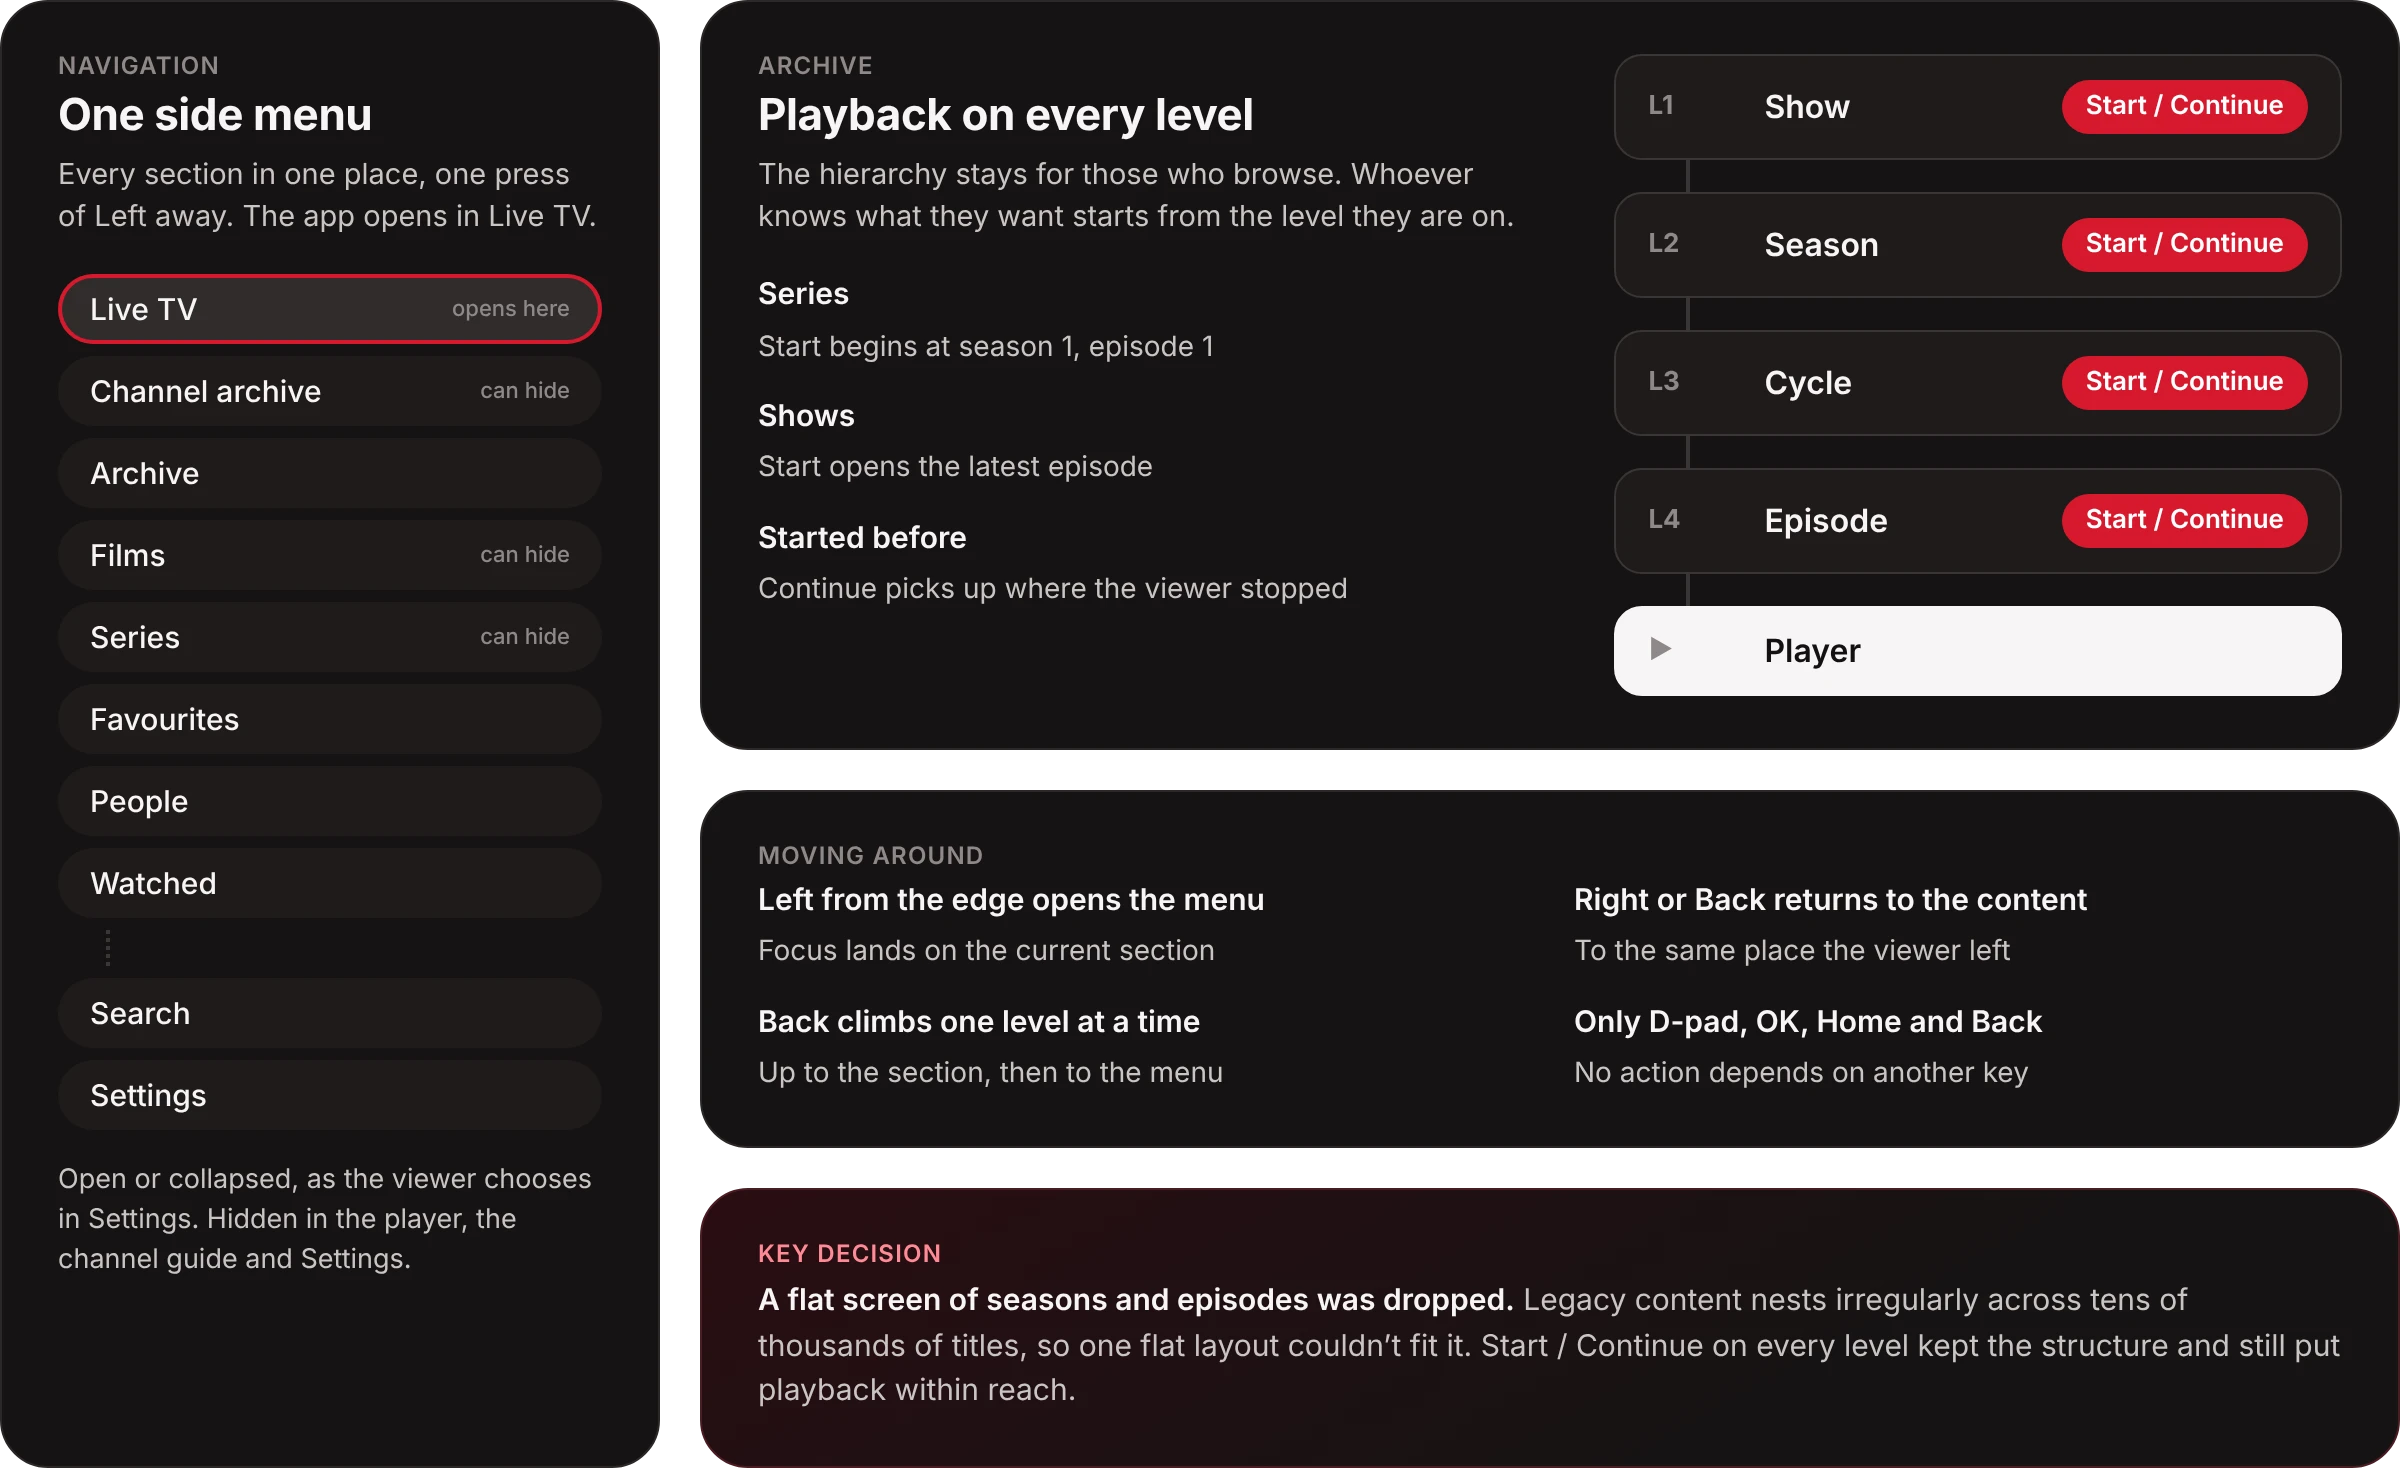 NAVIGATION
One side menu
Every section in one place, one press
of Left away. The app opens in Live TV.
Live TV
opens here
Channel archive
can hide
Archive
Films
can hide
Series
can hide
Favourites
People
Watched
Search
Settings
Open or collapsed, as the viewer chooses
in Settings. Hidden in the player, the
channel guide and Settings.
ARCHIVE
Playback on every level
The hierarchy stays for those who browse. Whoever
knows what they want starts from the level they are on.
Series
Start begins at season 1, episode 1
Shows
Start opens the latest episode
Started before
Continue picks up where the viewer stopped
L1
Show
Start / Continue
L2
Season
Start / Continue
L3
Cycle
Start / Continue
L4
Episode
Start / Continue
Player
MOVING AROUND
Left from the edge opens the menu
Focus lands on the current section
Right or Back returns to the content
To the same place the viewer left
Back climbs one level at a time
Up to the section, then to the menu
Only D-pad, OK, Home and Back
No action depends on another key
KEY DECISION
A flat screen of seasons and episodes was dropped. Legacy content nests irregularly across tens of
thousands of titles, so one flat layout couldn’t fit it. Start / Continue on every level kept the structure and still put
playback within reach.